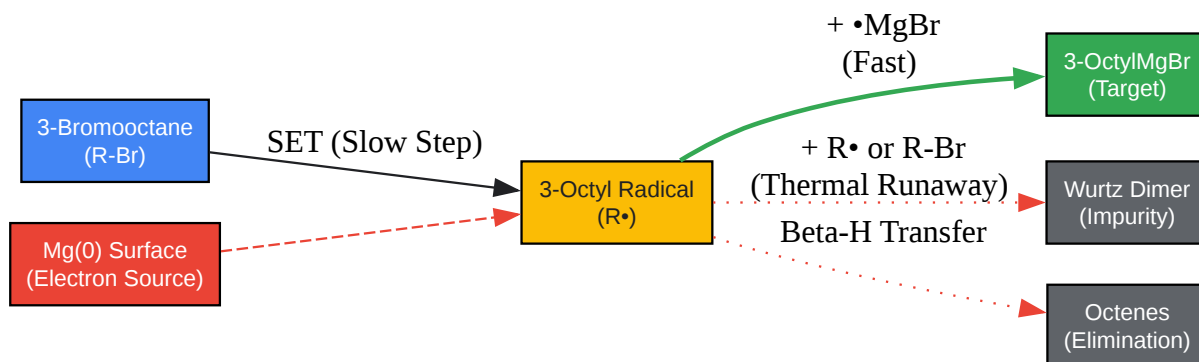 3-Bromooctane
(R-Br)
Mg(0) Surface
(Electron Source)
SET (Slow Step)
3-Octyl Radical
(R•)
+ •MgBr
(Fast)
+ R• or R-Br
(Thermal Runaway)
Beta-H Transfer
3-OctylMgBr
(Target)
Wurtz Dimer
(Impurity)
Octenes
(Elimination)